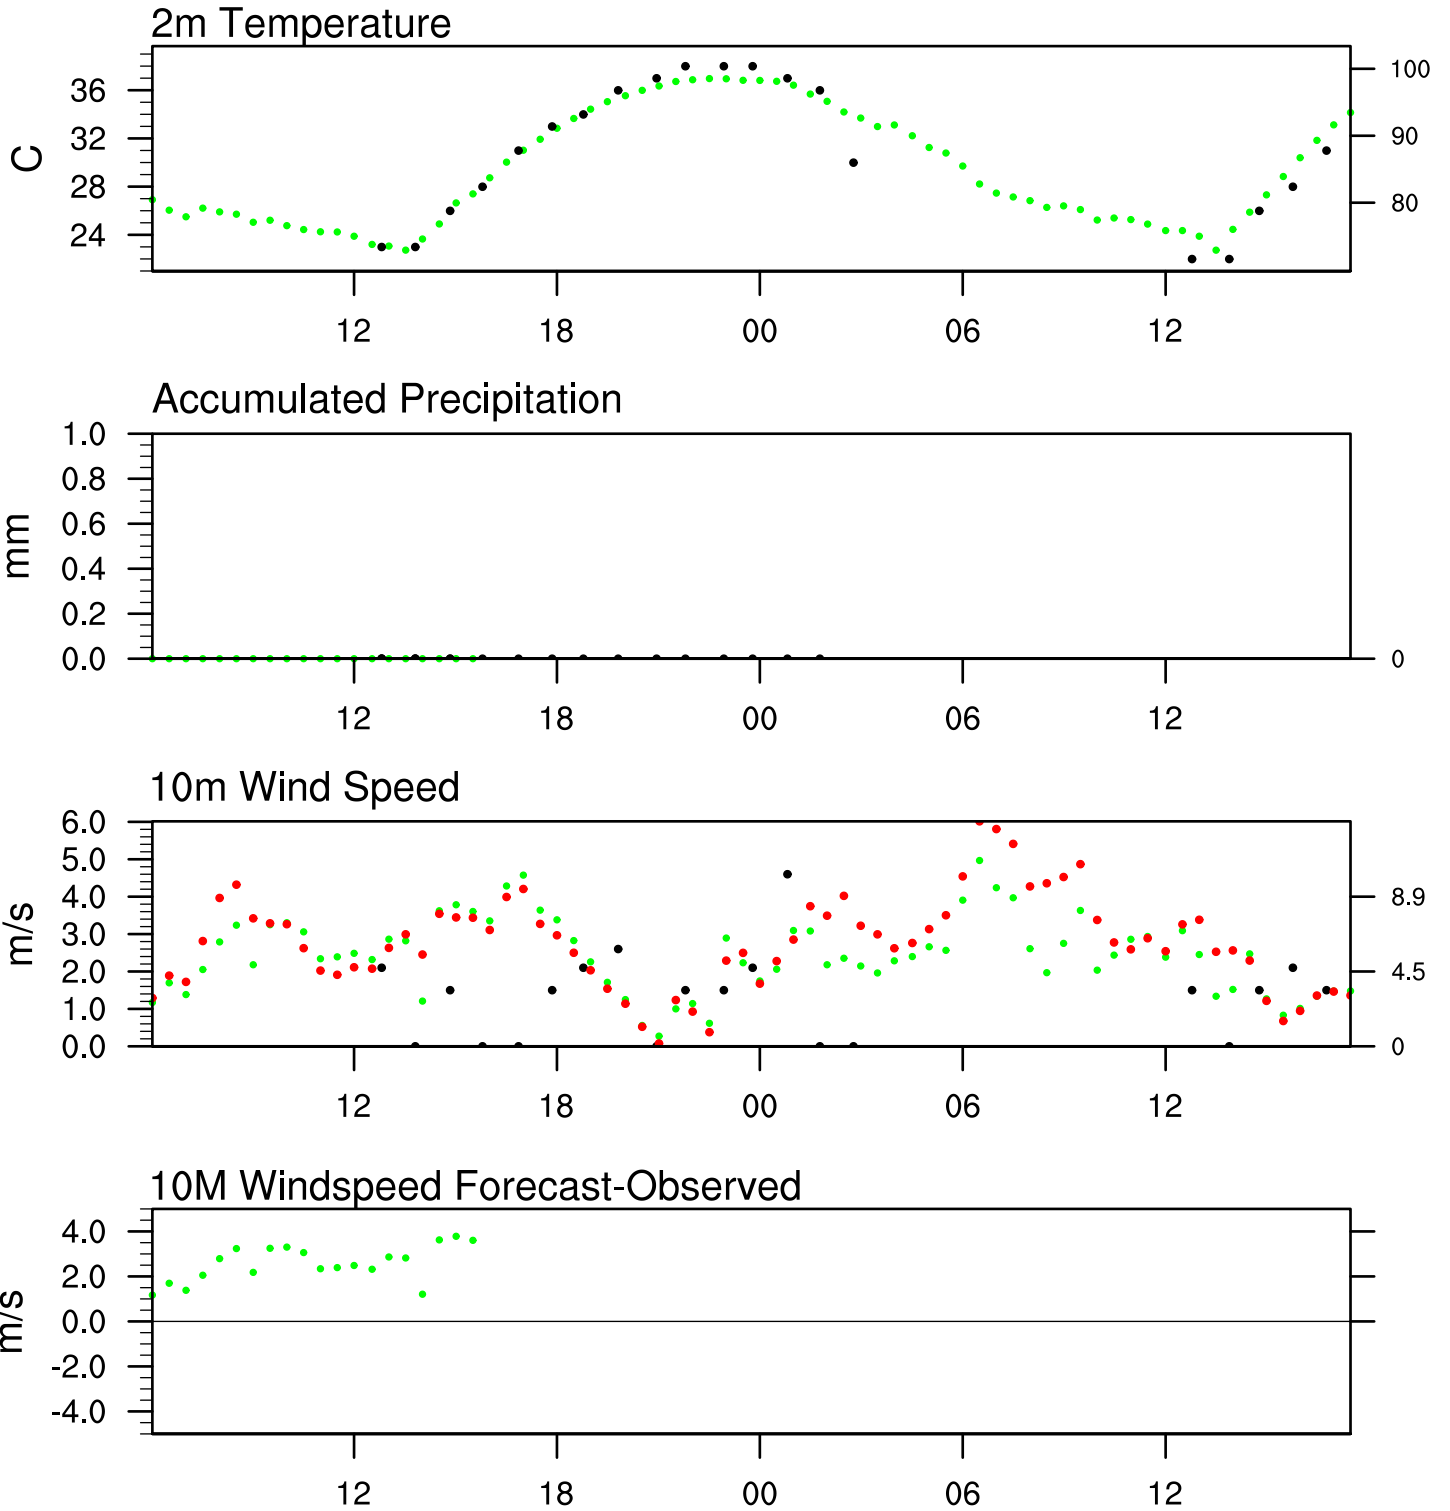 2m Temperature
36
32
28
24
C
100
90
80
12 18 00 06 12
Accumulated Precipitation
1.0
0.8
0.6
0.4
0.2
0.0
mm
0
12 18 00 06 12
10m Wind Speed
6.0
5.0
4.0
3.0
2.0
1.0
0.0
m/s
8.9
4.5
0
12 18 00 06 12
10M Windspeed Forecast-Observed
4.0
2.0
0.0
-2.0
-4.0
m/s
12 18 00 06 12